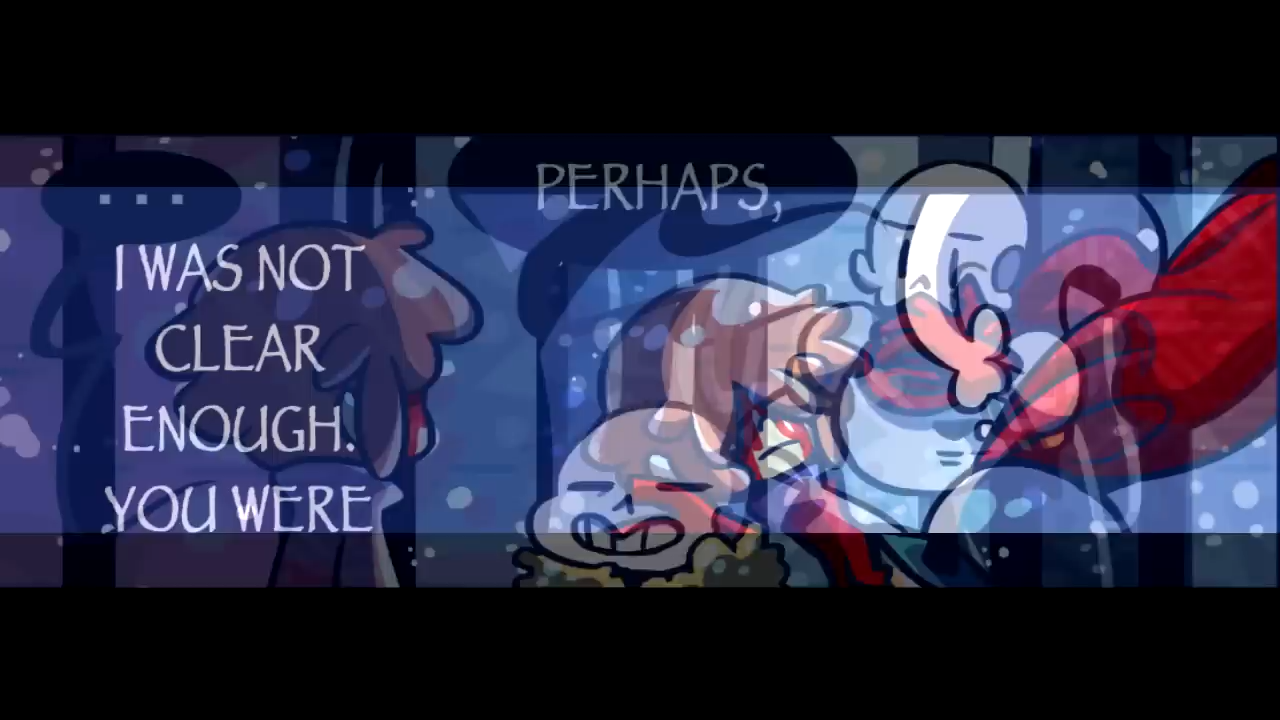 ...
PERHAPS,
I WAS NOT
CLEAR
ENOUGH.
YOU WERE